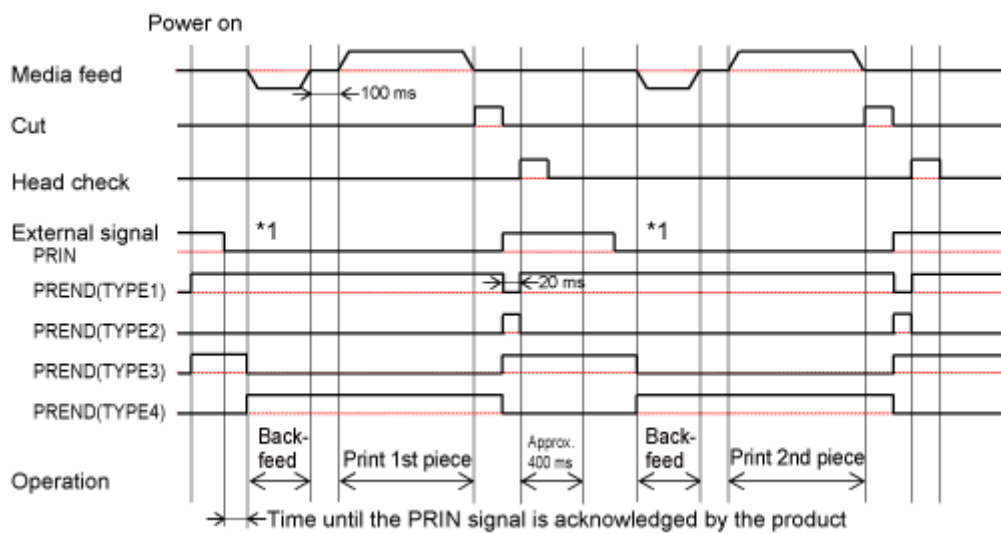 Power on
Media feed
100 ms
Cut
Head check
External signal
*1
*1
PRIN
PREND(TYPE1)
20 ms
PREND(TYPE2)
PREND(TYPE3)
PREND(TYPE4)
Operation
Back-
feed
Print 1st piece
Approx.
400 ms
Back-
feed
Print 2nd piece
Time until the PRIN signal is acknowledged by the product